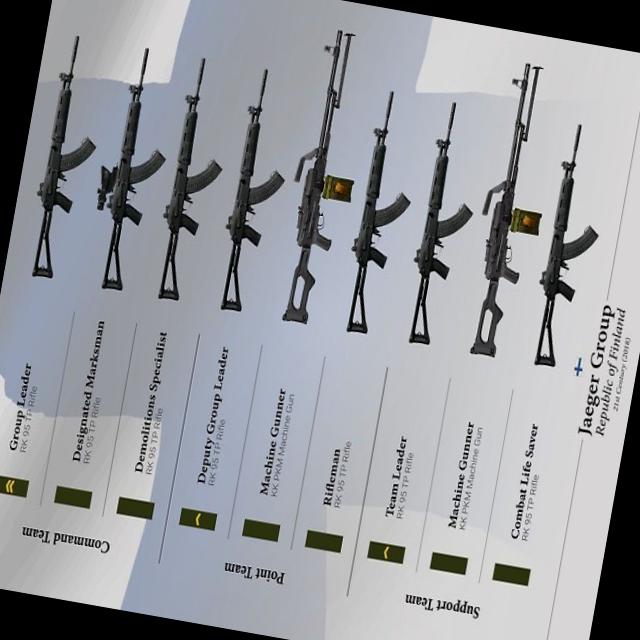 Jaeger Group
Republic of Finland
21st Century (2018)
Command Team
Group Leader
RK 95 TP Rifle
Designated Marksman
RK 95 TP Rifle
Demolitions Specialist
RK 95 TP Rifle
Point Team
Deputy Group Leader
RK 95 TP Rifle
Machine Gunner
KK PKM Machine Gun
Rifleman
RK 95 TP Rifle
Support Team
Team Leader
RK 95 TP Rifle
Machine Gunner
KK PKM Machine Gun
Combat Life Saver
RK 95 TP Rifle